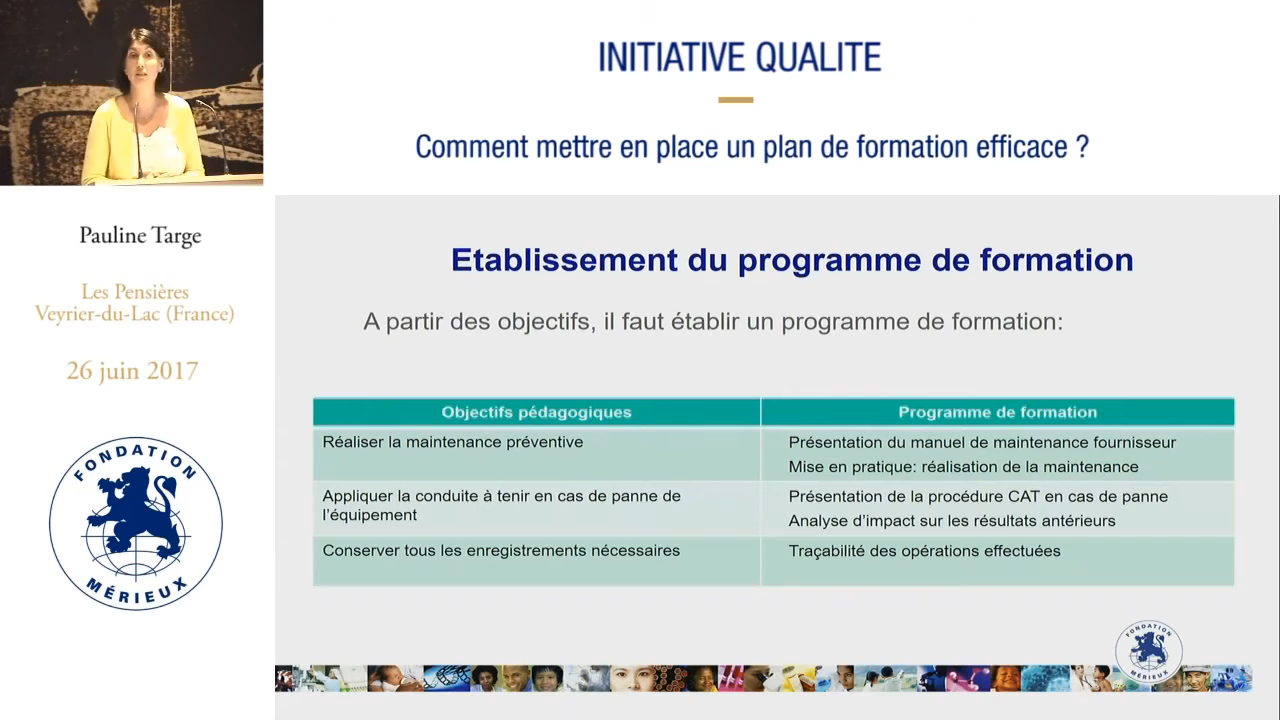 INITIATIVE QUALITE
Comment mettre en place un plan de formation efficace ?
Pauline Targe
Les Pensières
Veyrier-du-Lac (France)
26 juin 2017
FONDATION
MÉRIEUX
Etablissement du programme de formation
A partir des objectifs, il faut établir un programme de formation:
Objectifs pédagogiques
Programme de formation
Réaliser la maintenance préventive
Présentation du manuel de maintenance fournisseur
Mise en pratique: réalisation de la maintenance
Appliquer la conduite à tenir en cas de panne de
l’équipement
Présentation de la procédure CAT en cas de panne
Analyse d’impact sur les résultats antérieurs
Conserver tous les enregistrements nécessaires
Traçabilité des opérations effectuées
FONDATION
MÉRIEUX